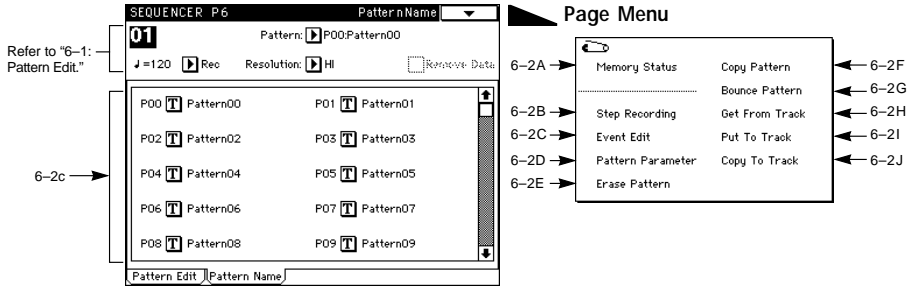 SEQUENCER P6 PatternName
Page Menu
01 Pattern: P00:Pattern00
Refer to “6–1: Pattern Edit.”
♩=120 Rec Resolution: HI Remove Data
P00 T Pattern00 P01 T Pattern01
P02 T Pattern02 P03 T Pattern03
6–2c
P04 T Pattern04 P05 T Pattern05
P06 T Pattern06 P07 T Pattern07
P08 T Pattern08 P09 T Pattern09
Pattern Edit Pattern Name
6–2A Memory Status Copy Pattern 6–2F
Bounce Pattern 6–2G
6–2B Step Recording Get From Track 6–2H
6–2C Event Edit Put To Track 6–2I
6–2D Pattern Parameter Copy To Track 6–2J
6–2E Erase Pattern